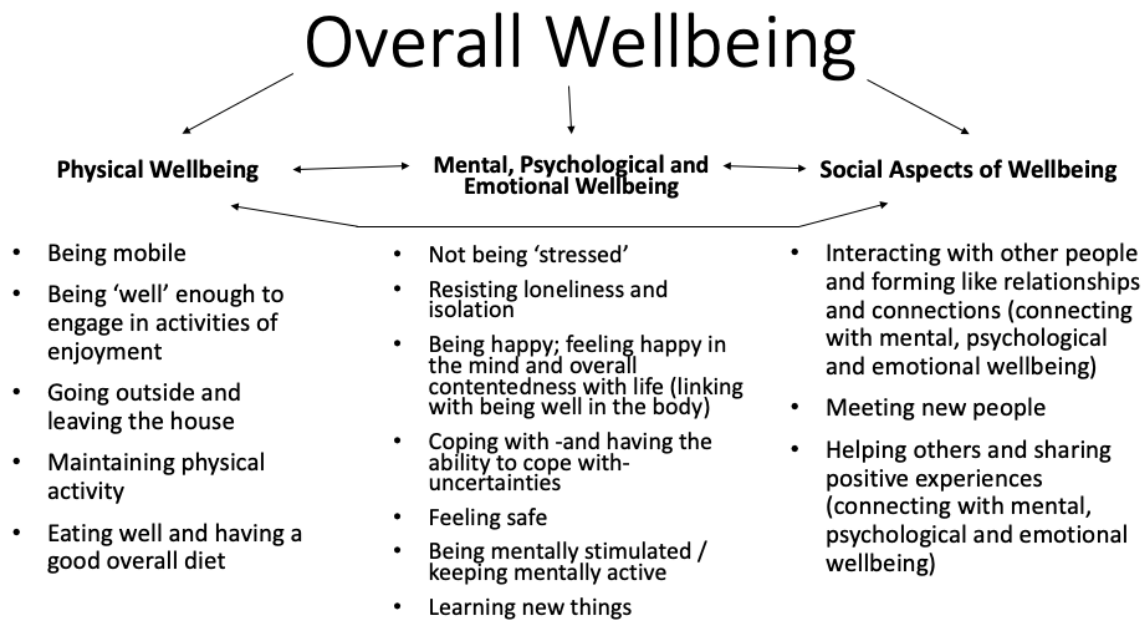 Overall Wellbeing
Physical Wellbeing
Mental, Psychological and
Emotional Wellbeing
Social Aspects of Wellbeing
• Being mobile
• Being ‘well’ enough to
engage in activities of
enjoyment
• Going outside and
leaving the house
• Maintaining physical
activity
• Eating well and having a
good overall diet
• Not being ‘stressed’
• Resisting loneliness and
isolation
• Being happy; feeling happy in
the mind and overall
contentedness with life (linking
with being well in the body)
• Coping with -and having the
ability to cope with-
uncertainties
• Feeling safe
• Being mentally stimulated /
keeping mentally active
• Learning new things
• Interacting with other people
and forming like relationships
and connections (connecting
with mental, psychological
and emotional wellbeing)
• Meeting new people
• Helping others and sharing
positive experiences
(connecting with mental,
psychological and emotional
wellbeing)